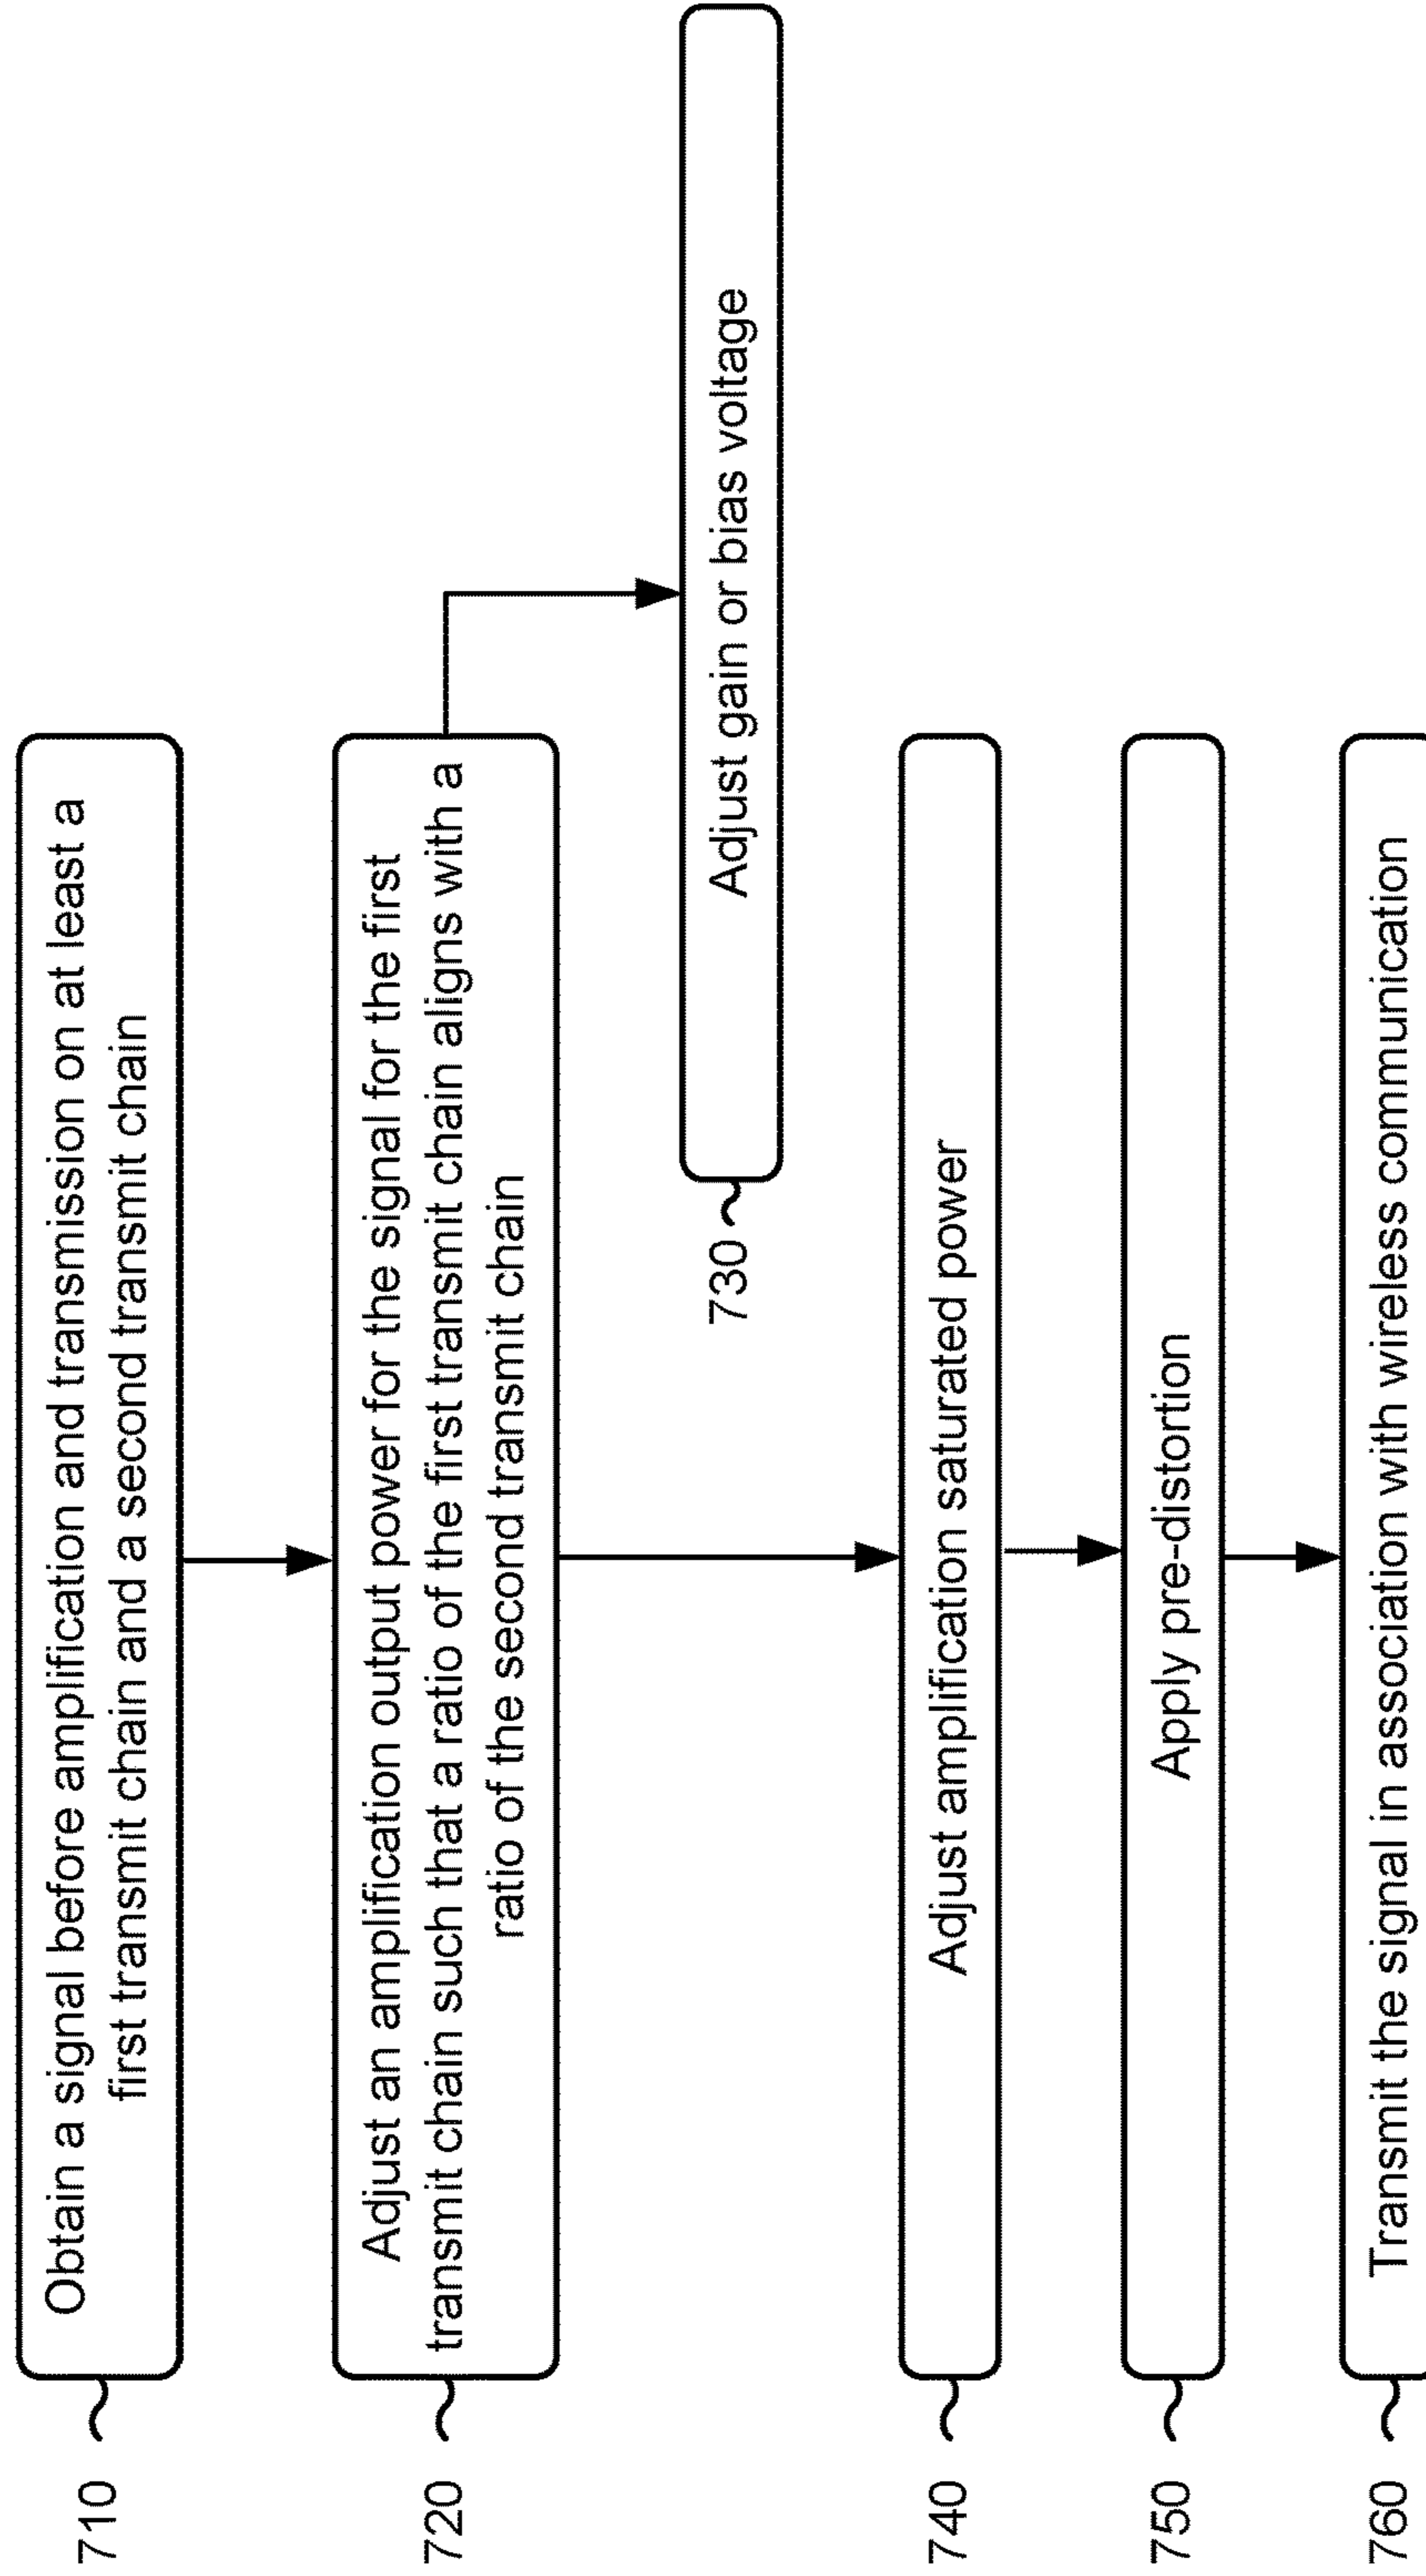 710
Obtain a signal before amplification and transmission on at least a
first transmit chain and a second transmit chain
720
Adjust an amplification output power for the signal for the first
transmit chain such that a ratio of the first transmit chain aligns with a
ratio of the second transmit chain
730
Adjust gain or bias voltage
740
Adjust amplification saturated power
750
Apply pre-distortion
760
Transmit the signal in association with wireless communication